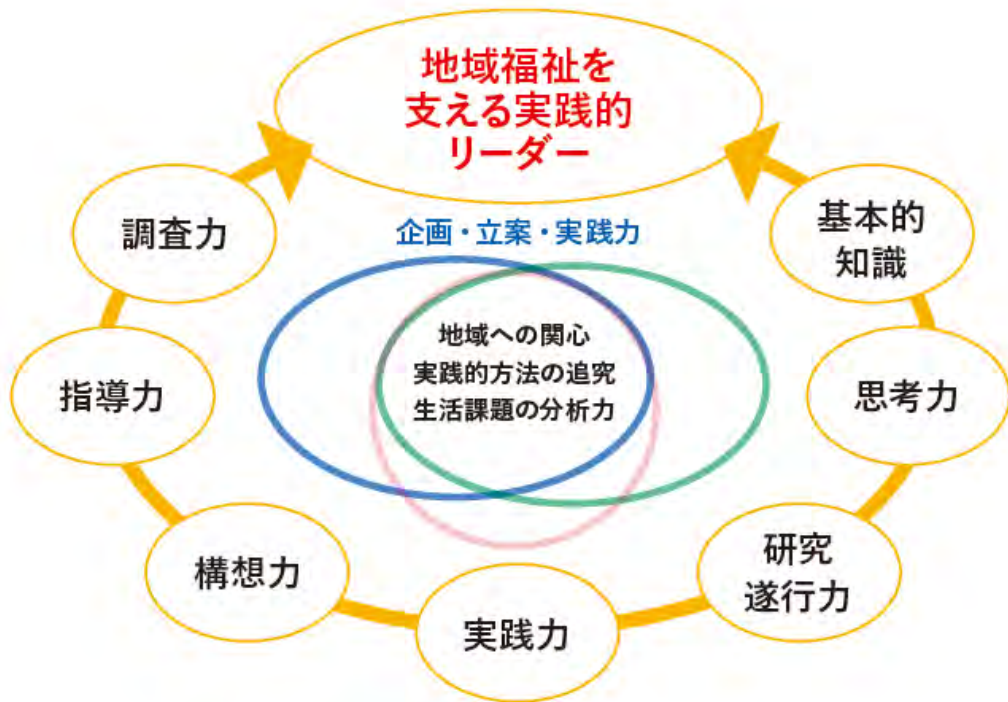 地域福祉を
支える実践的
リーダー
調査力
企画・立案・実践力
基本的
知識
地域への関心
実践的方法の追究
生活課題の分析力
指導力
思考力
構想力
研究
遂行力
実践力